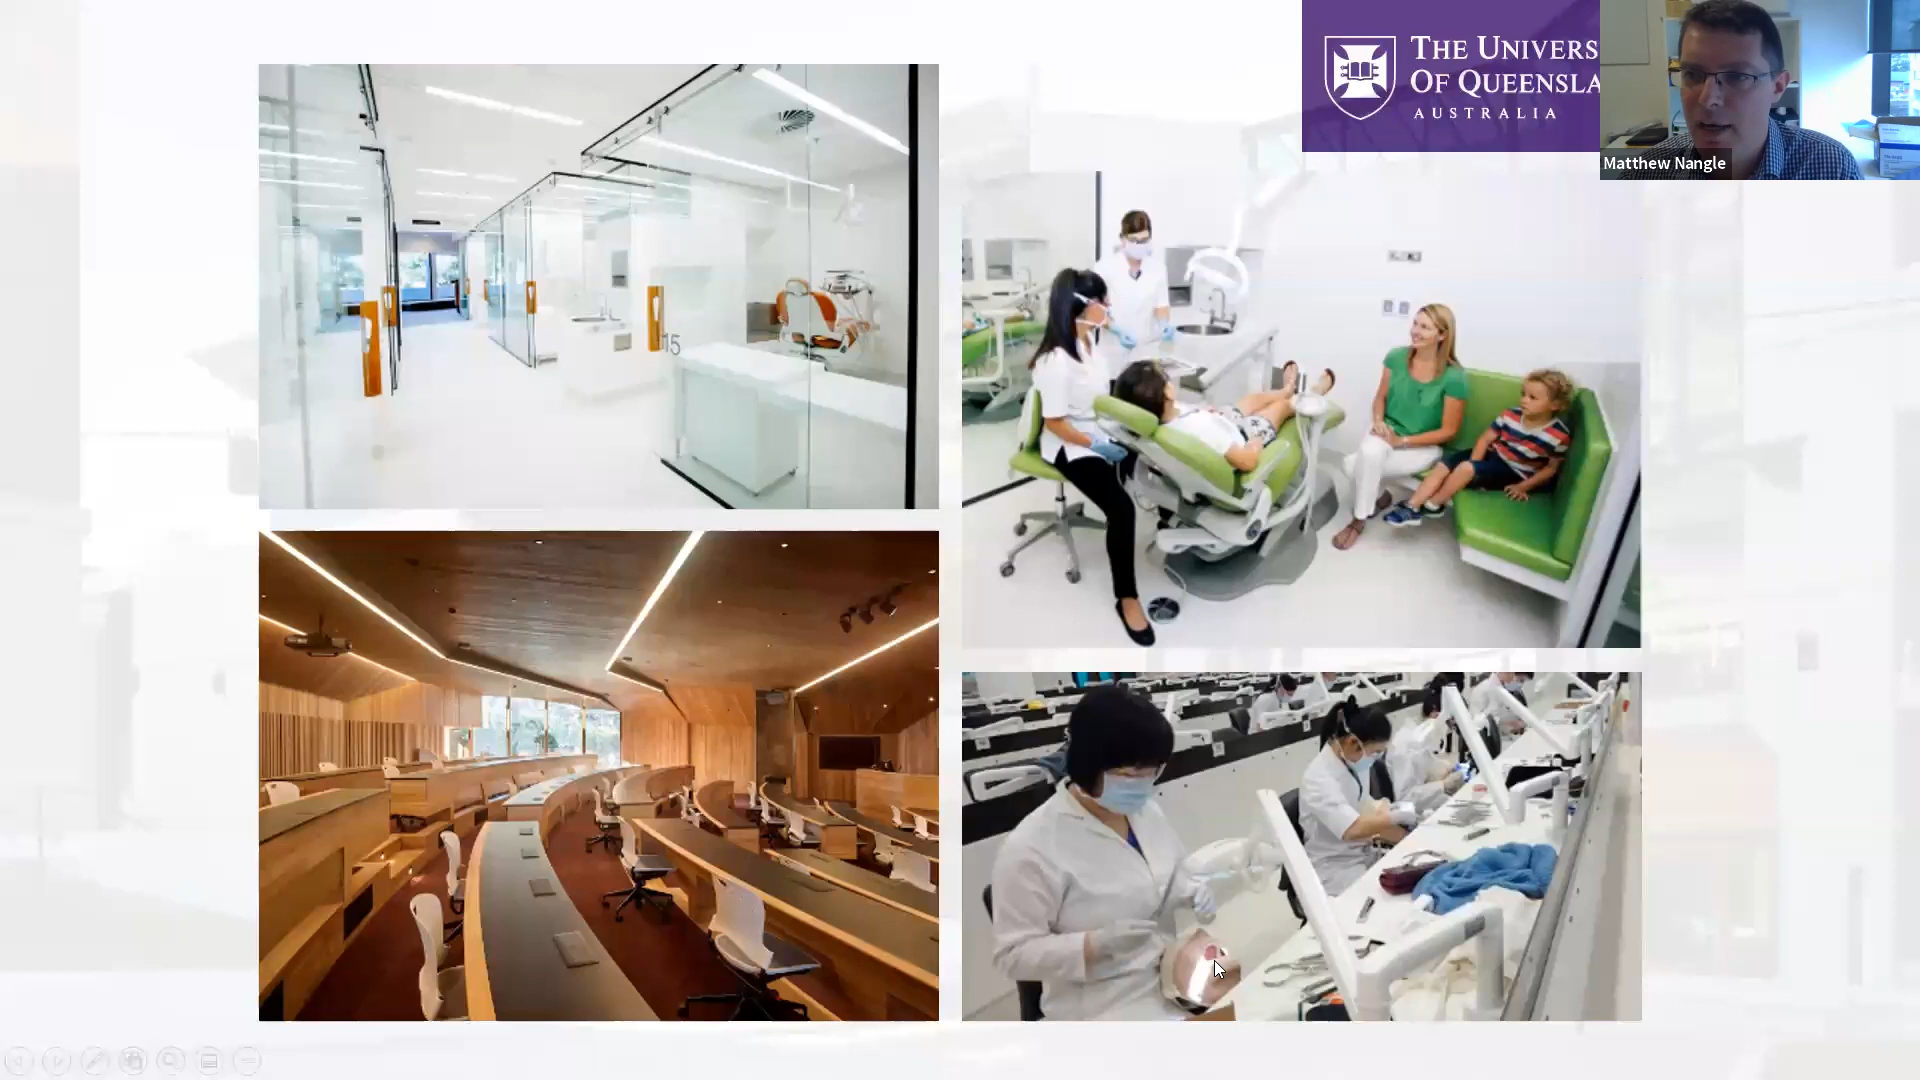 THE UNIVERS
OF QUEENSLA
AUSTRALIA
Matthew Nangle
15